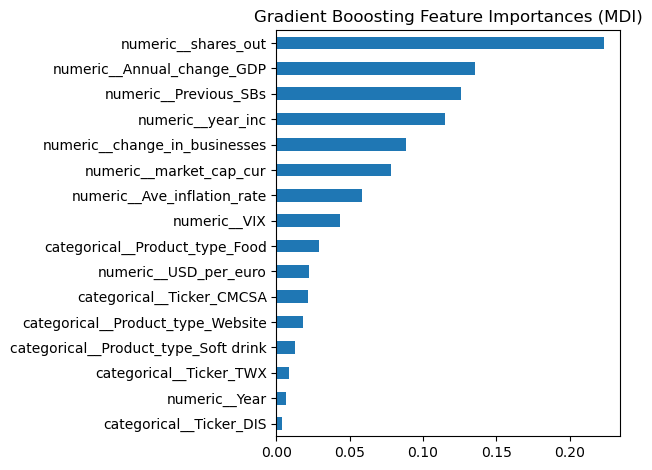 Gradient Booosting Feature Importances (MDI)
numeric__shares_out
numeric__Annual_change_GDP
numeric__Previous_SBs
numeric__year_inc
numeric__change_in_businesses
numeric__market_cap_cur
numeric__Ave_inflation_rate
numeric__VIX
categorical__Product_type_Food
numeric__USD_per_euro
categorical__Ticker_CMCSA
categorical__Product_type_Website
categorical__Product_type_Soft drink
categorical__Ticker_TWX
numeric__Year
categorical__Ticker_DIS
0.00 0.05 0.10 0.15 0.20